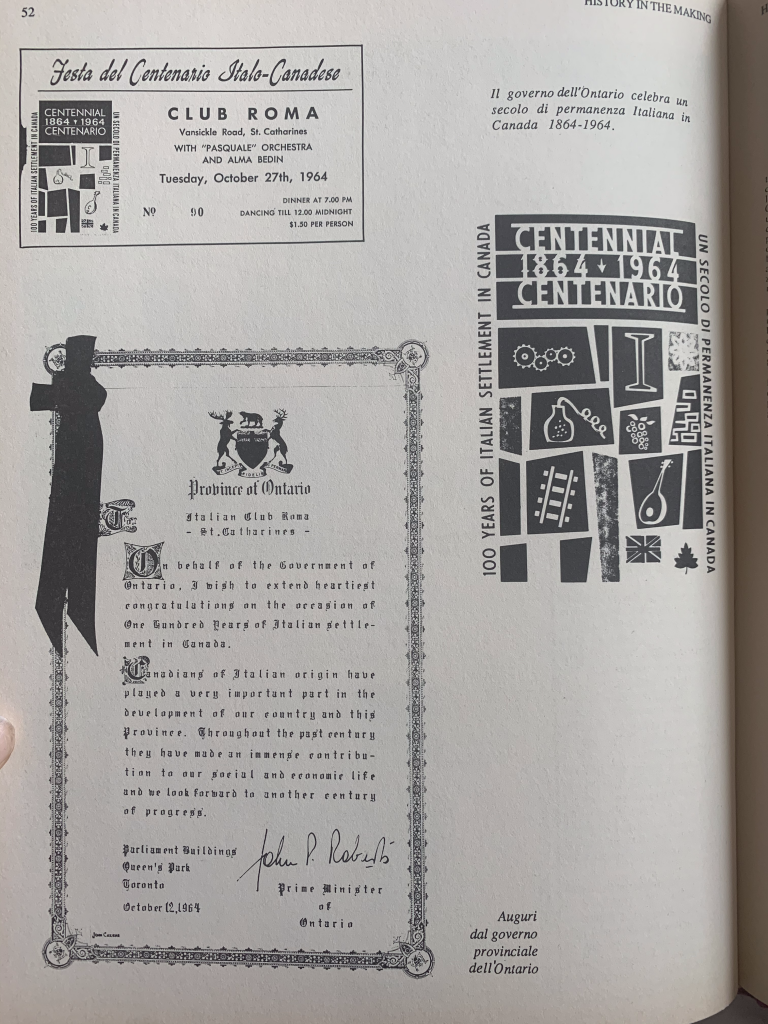 52
HISTORY IN THE MAKING
Festa del Centenario Italo-Canadese
CENTENNIAL
1864 1964
CENTENARIO
100 YEARS OF ITALIAN SETTLEMENT IN CANADA
UN SECOLO DI PERMANENZA ITALIANA IN CANADA
CLUB ROMA
Vansickle Road, St. Catharines
WITH "PASQUALE" ORCHESTRA
AND ALMA BEDIN
Tuesday, October 27th, 1964
DINNER AT 7.00 PM
Nº 90 DANCING TILL 12.00 MIDNIGHT
$1.50 PER PERSON
Il governo dell'Ontario celebra un
secolo di permanenza Italiana in
Canada 1864-1964.
CENTENNIAL
1864 1964
CENTENARIO
100 YEARS OF ITALIAN SETTLEMENT IN CANADA
UN SECOLO DI PERMANENZA ITALIANA IN CANADA
Province of Ontario
To
Italian Club Roma
- St. Catharines -
On behalf of the Government of
Ontario, I wish to extend heartiest
congratulations on the occasion of
One Hundred Years of Italian settle-
ment in Canada.
Canadians of Italian origin have
played a very important part in the
development of our country and this
Province. Throughout the past century
they have made an immense contribu-
tion to our social and economic life
and we look forward to another century
of progress.
Parliament Buildings
Queen's Park
Toronto
October 12, 1964
John P. Robarts
Prime Minister
of
Ontario
Auguri
dal governo
provinciale
dell'Ontario